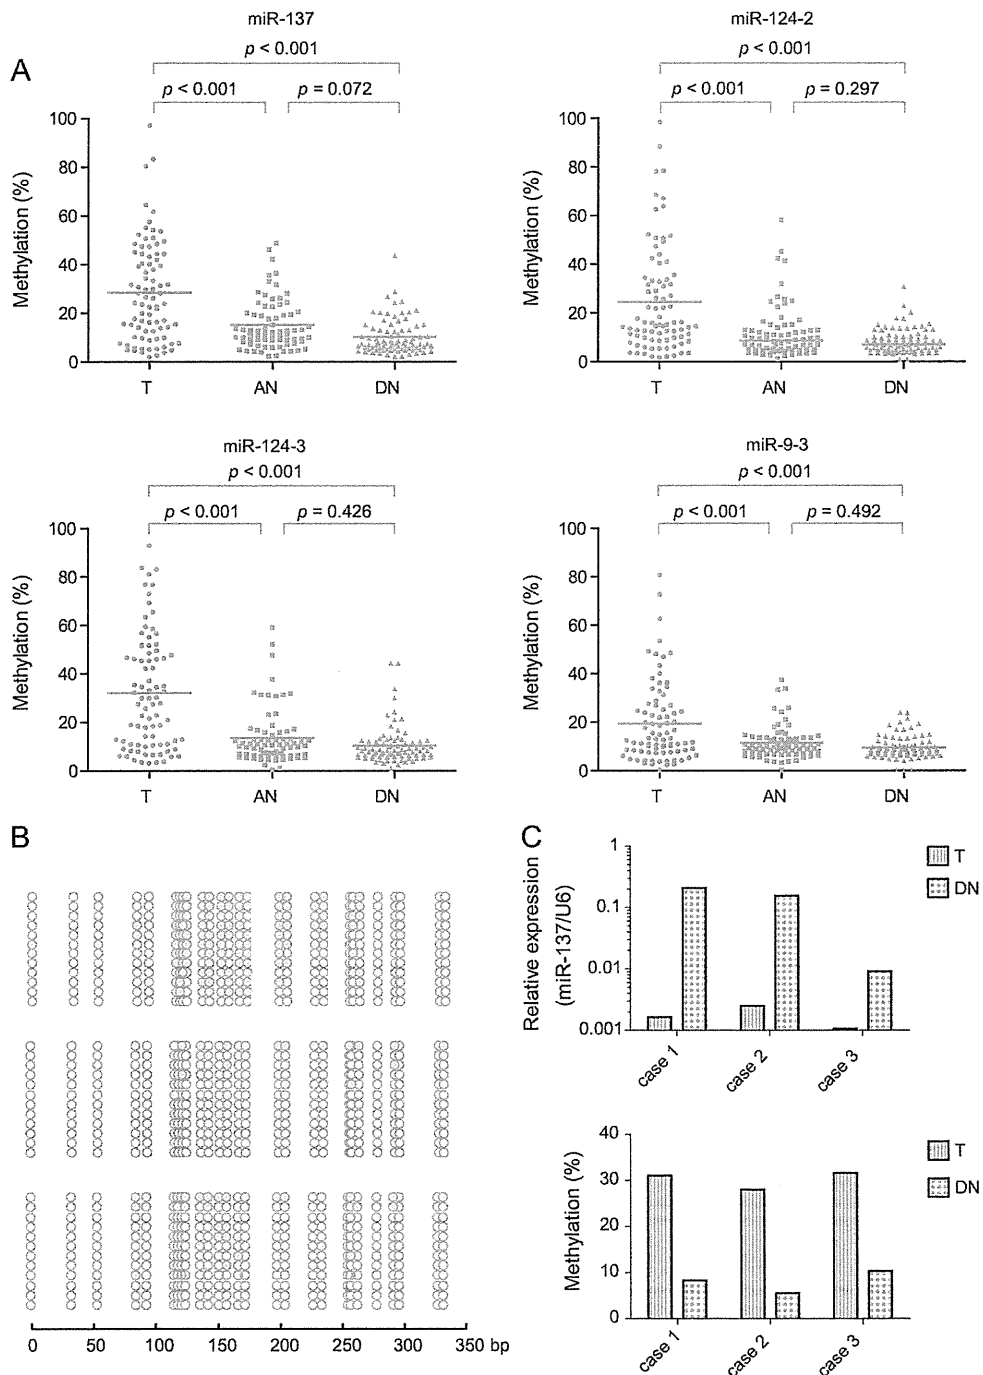 miR-137
p < 0.001
A
p < 0.001
p = 0.072
Methylation (%)
100
80
60
40
20
0
T
AN
DN
miR-124-2
p < 0.001
p < 0.001
p = 0.297
Methylation (%)
100
80
60
40
20
0
T
AN
DN
miR-124-3
p < 0.001
p < 0.001
p = 0.426
Methylation (%)
100
80
60
40
20
0
T
AN
DN
miR-9-3
p < 0.001
p < 0.001
p = 0.492
Methylation (%)
100
80
60
40
20
0
T
AN
DN
B
0 50 100 150 200 250 300 350 bp
C
Relative expression
(miR-137/U6)
1
0.1
0.01
0.001
case 1
case 2
case 3
T
DN
Methylation (%)
40
30
20
10
0
case 1
case 2
case 3
T
DN